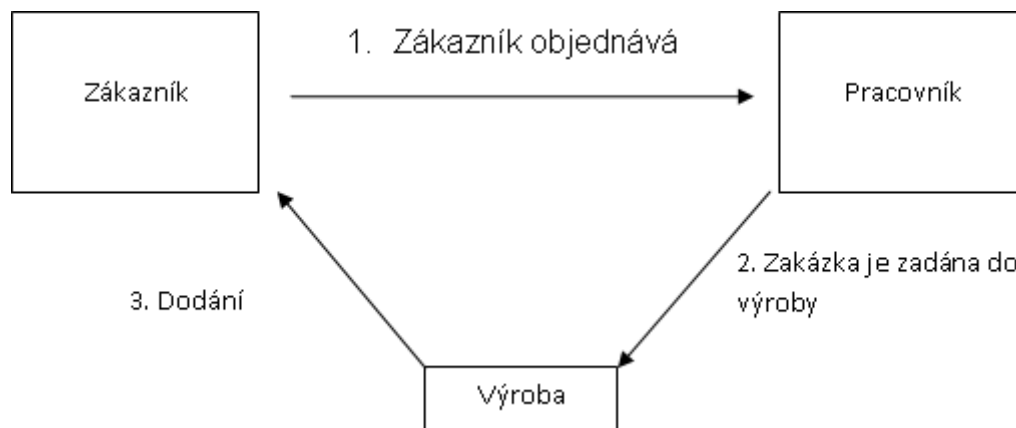 1. Zákazník objednává
Zákazník
Pracovník
2. Zakázka je zadána do
výroby
3. Dodání
Výroba